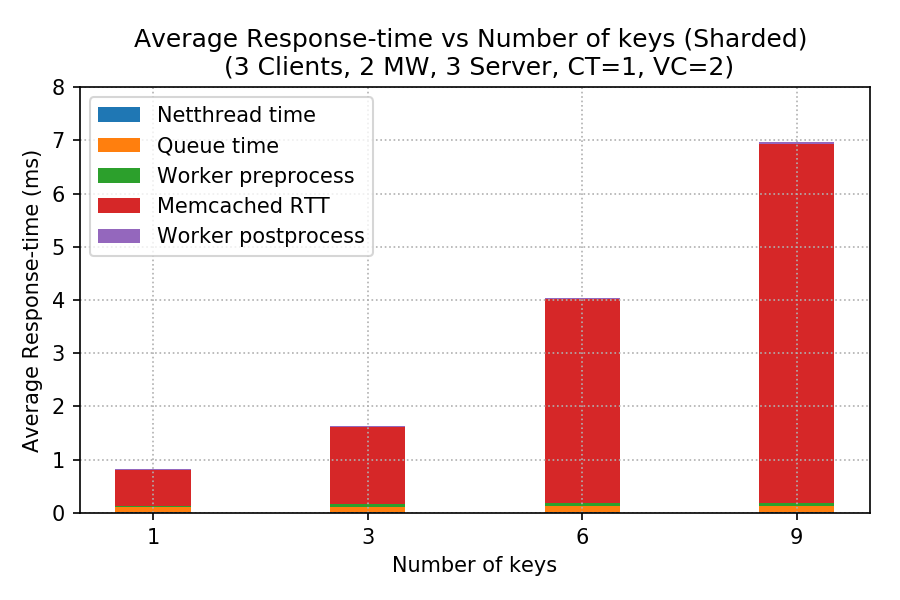 Average Response-time vs Number of keys (Sharded)
(3 Clients, 2 MW, 3 Server, CT=1, VC=2)
Average Response-time (ms)
8
7
6
5
4
3
2
1
0
Netthread time
Queue time
Worker preprocess
Memcached RTT
Worker postprocess
1 3 6 9
Number of keys